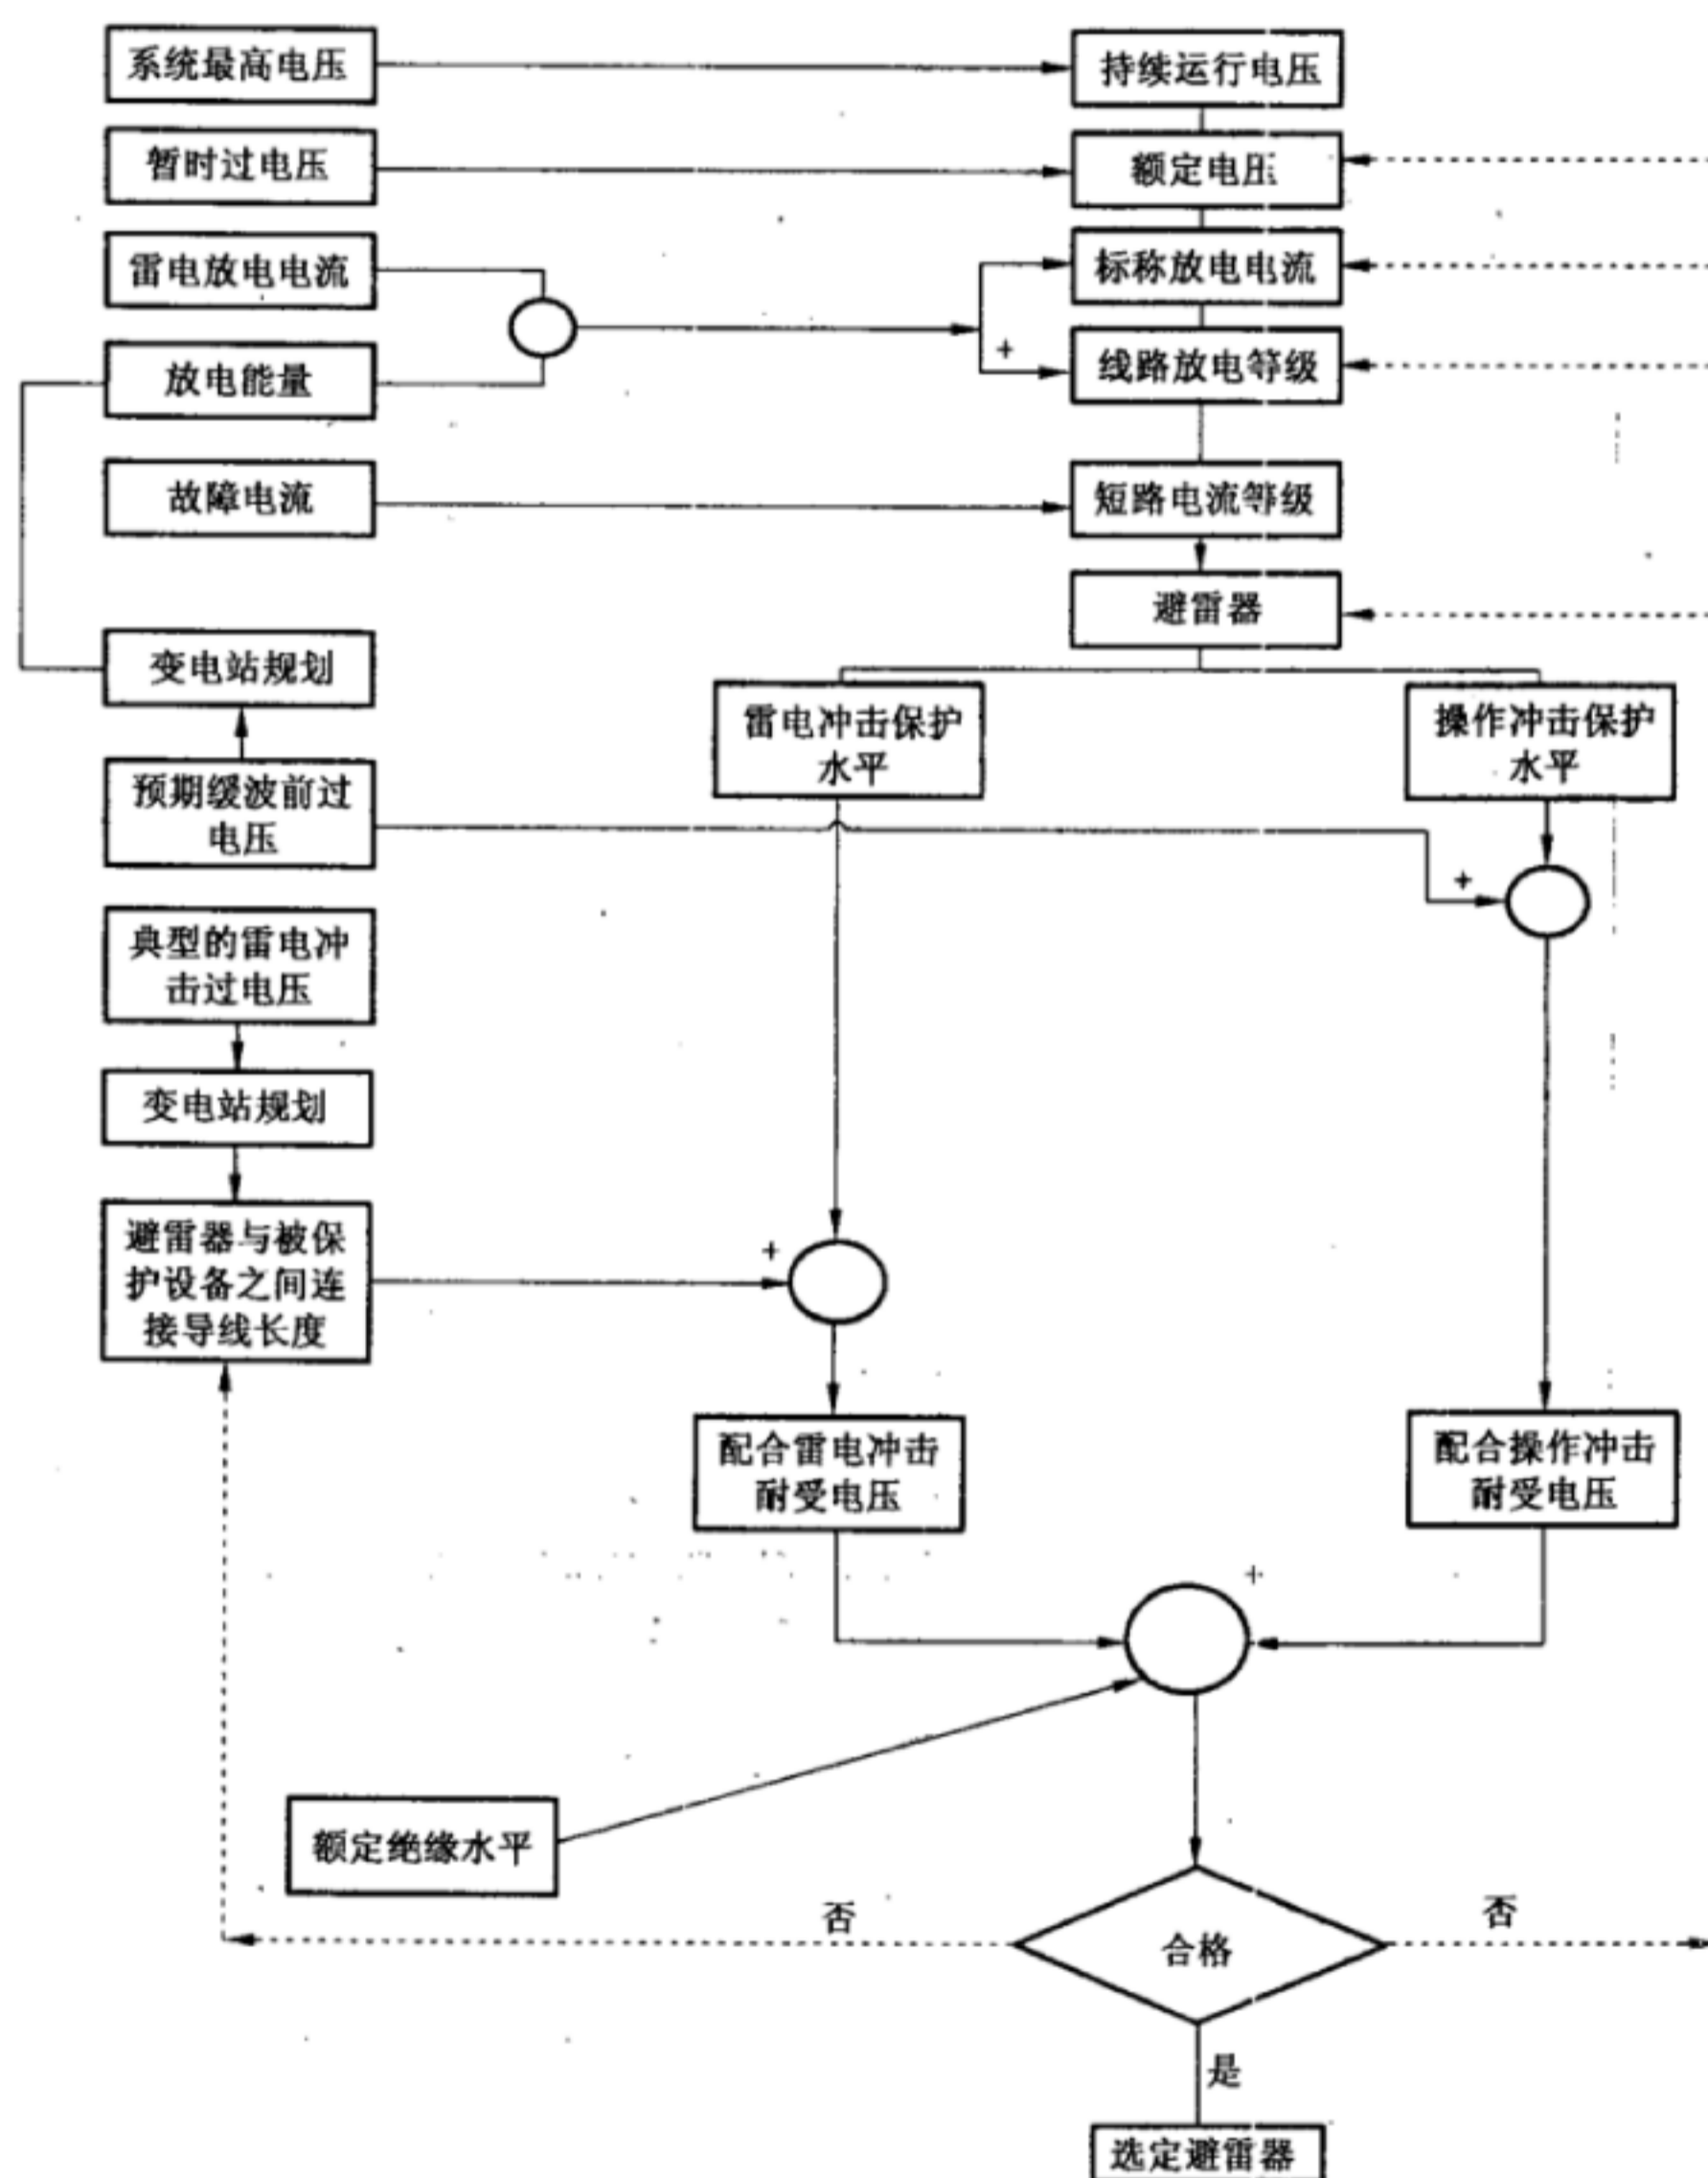 系统最高电压
持续运行电压
暂时过电压
额定电压
雷电放电电流
标称放电电流
放电能量
+
线路放电等级
故障电流
短路电流等级
避雷器
变电站规划
雷电冲击保护
水平
操作冲击保护
水平
预期缓波前过
电压
+
典型的雷电冲
击过电压
变电站规划
避雷器与被保
护设备之间连
接导线长度
+
配合雷电冲击
耐受电压
配合操作冲击
耐受电压
+
额定绝缘水平
否
合格
否
是
选定避雷器